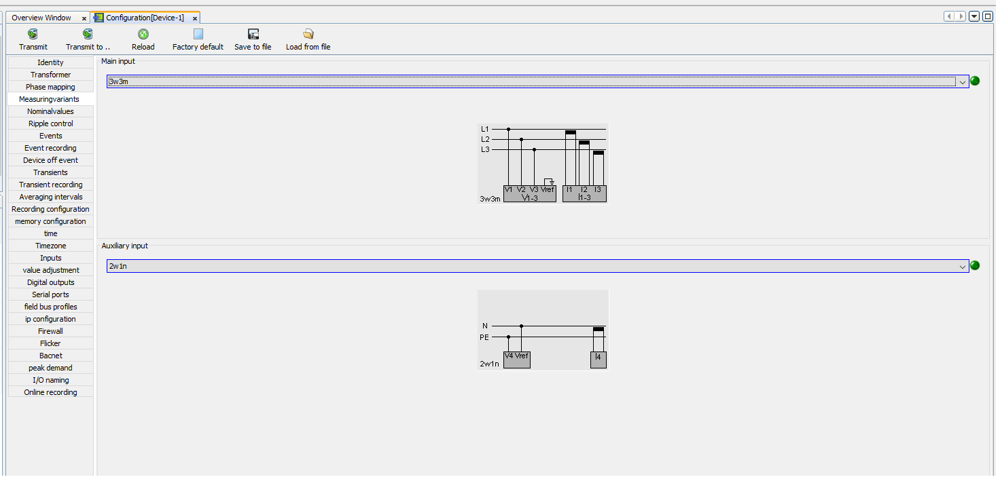 Overview Window x Configuration[Device-1] x
Transmit Transmit to .. Reload Factory default Save to file Load from file
Identity
Transformer
Phase mapping
Measuringvariants
Nominalvalues
Ripple control
Events
Event recording
Device off event
Transients
Transient recording
Averaging intervals
Recording configuration
memory configuration
time
Timezone
Inputs
value adjustment
Digital outputs
Serial ports
field bus profiles
ip configuration
Firewall
Flicker
Bacnet
peak demand
I/O naming
Online recording
Main input
3w3m
L1
L2
L3
V1 V2 V3 Vref I1 I2 I3
3w3m V1-3 I1-3
Auxiliary input
2w1n
N
PE
V4 Vref I4
2w1n